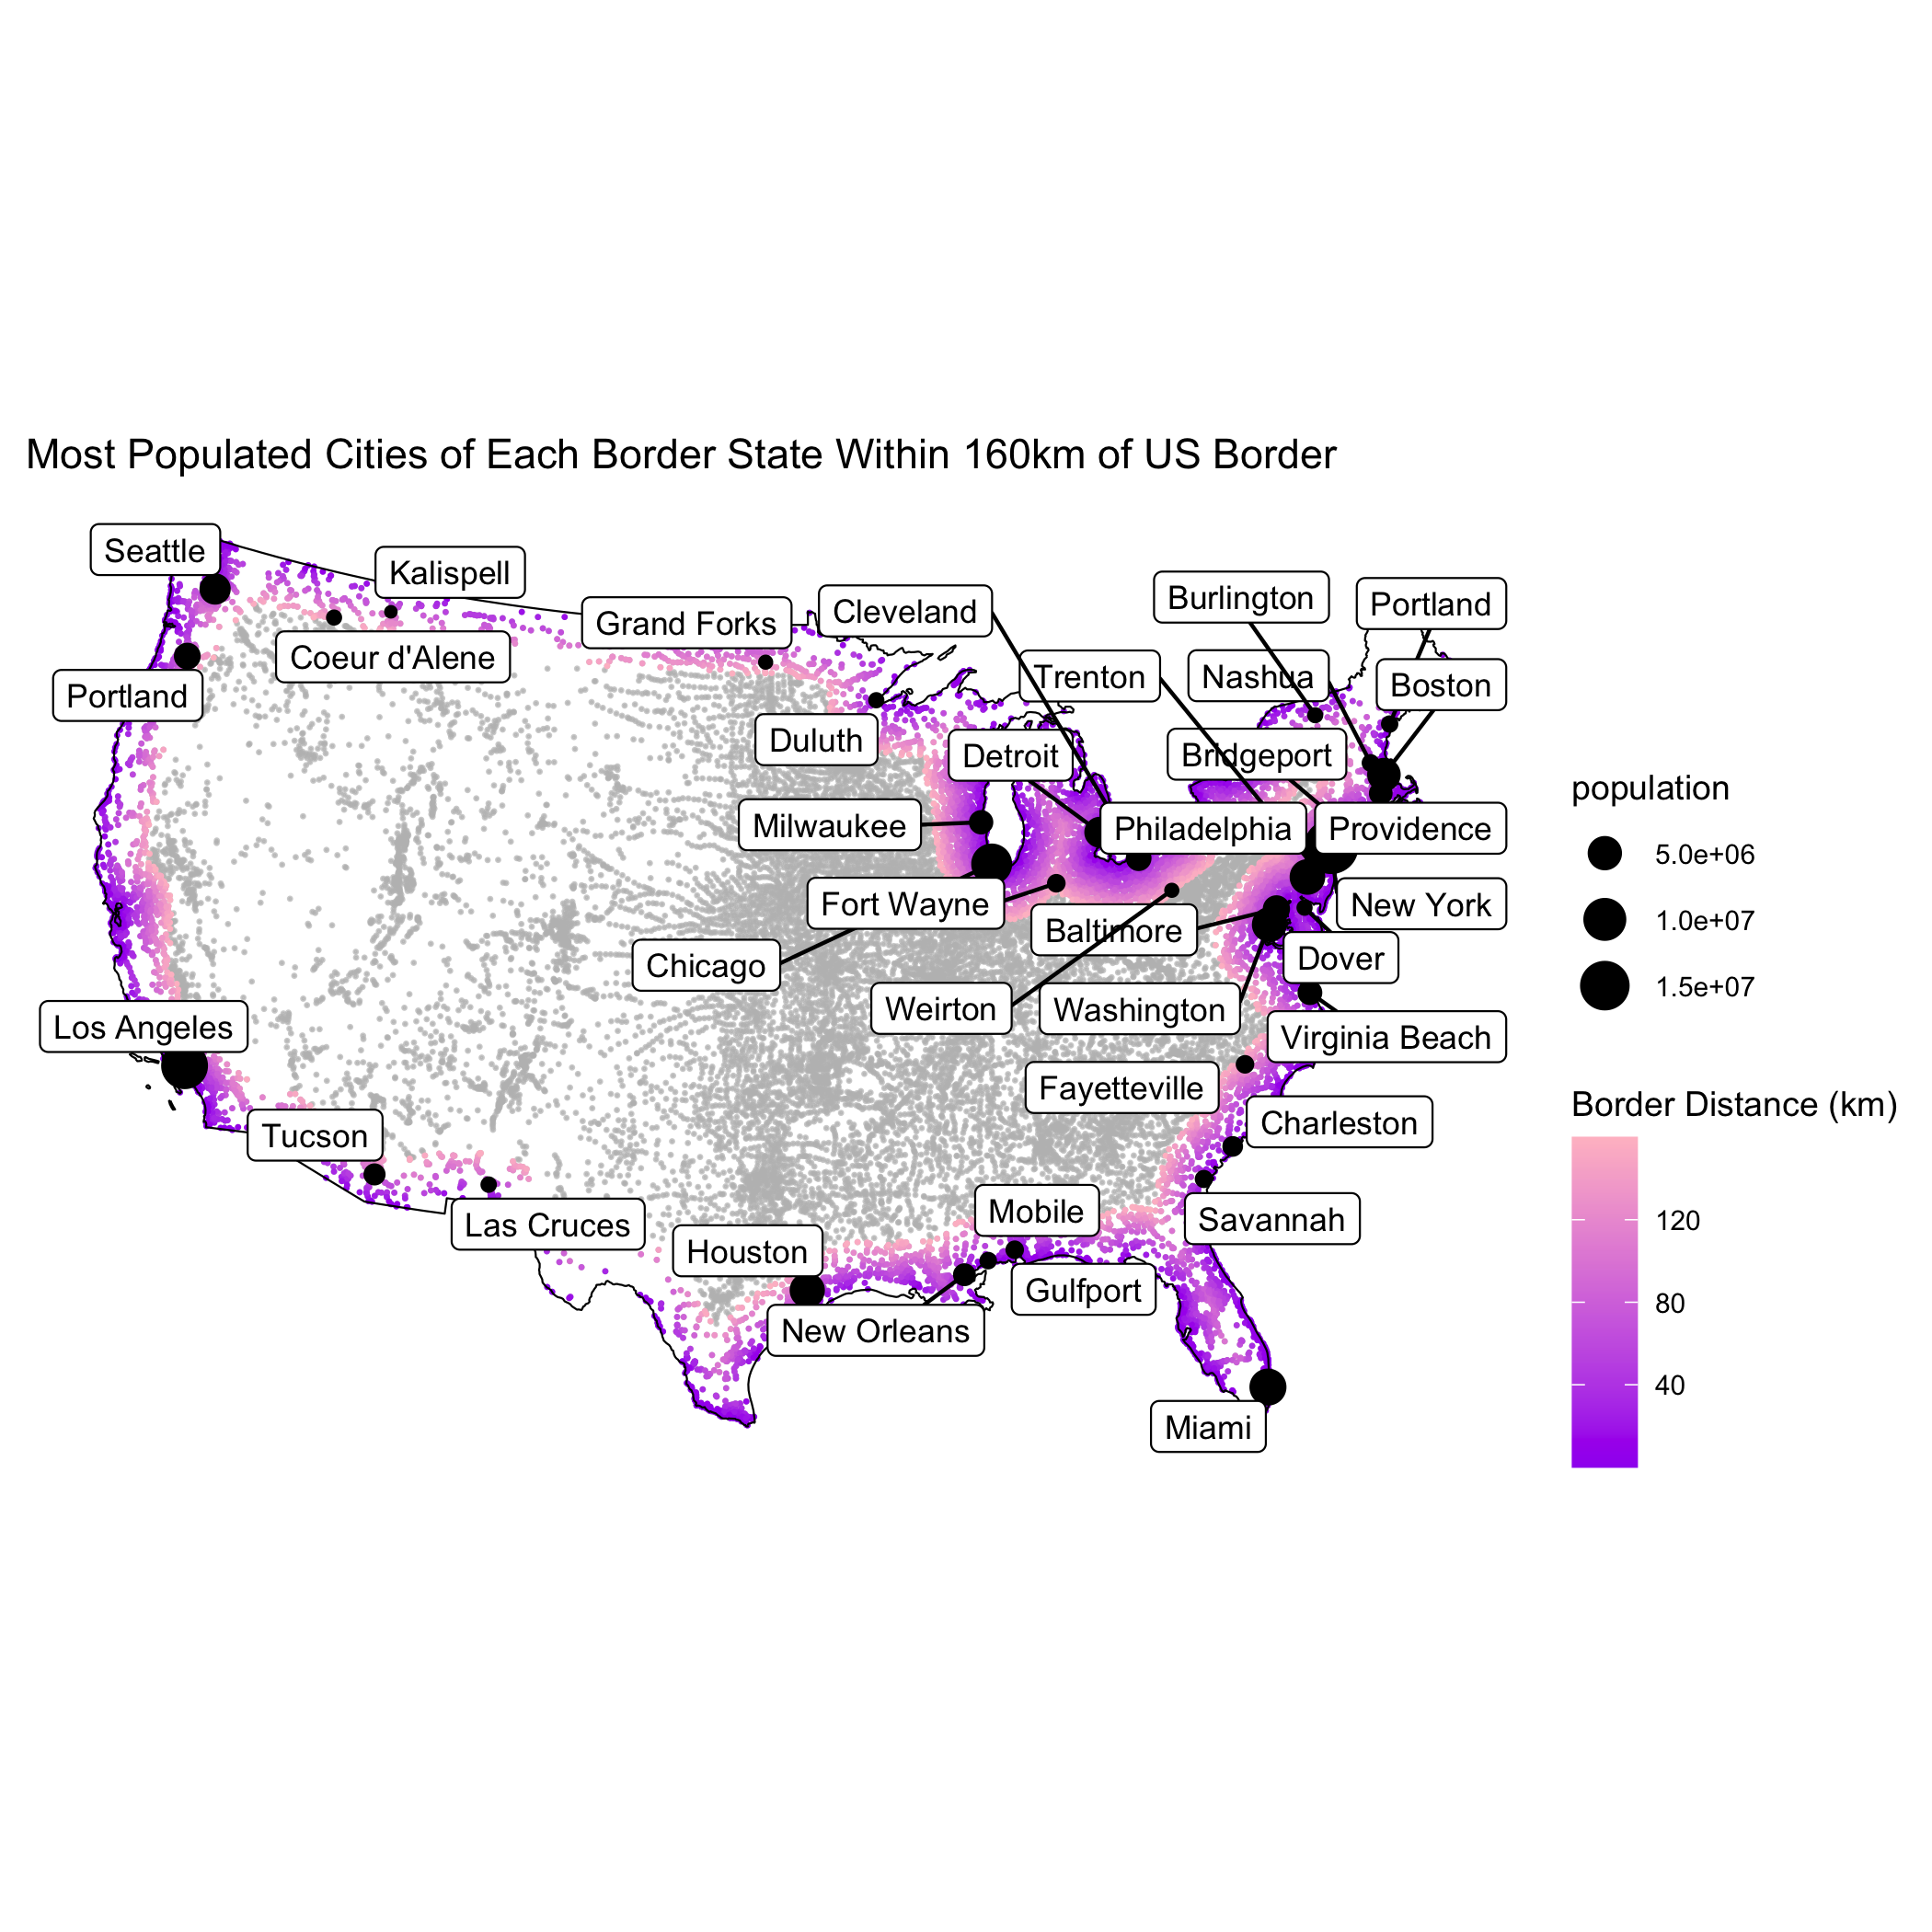 Most Populated Cities of Each Border State Within 160km of US Border
Seattle
Kalispell
Burlington
Portland
Cleveland
Grand Forks
Coeur d'Alene
Trenton
Nashua
Boston
Portland
Duluth
Detroit
Bridgeport
Milwaukee
Philadelphia
Providence
Fort Wayne
New York
Baltimore
Chicago
Dover
Weirton
Washington
Los Angeles
Virginia Beach
Fayetteville
Charleston
Tucson
Mobile
Savannah
Las Cruces
Houston
Gulfport
New Orleans
Miami
population
5.0e+06
1.0e+07
1.5e+07
Border Distance (km)
120
80
40